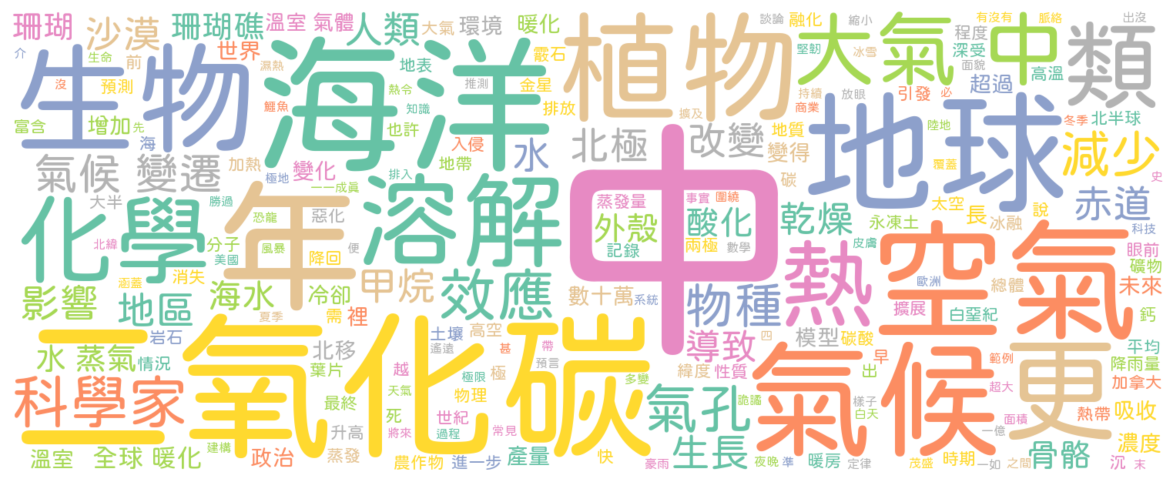 珊瑚 沙漠 珊瑚礁 溫室 氣體 人類 大氣 環境 暖化 植物 談論 融化 縮小 大氣 中 有沒有 脈絡 出沒 類
介 生命 前 世界 霰石 地表 堅韌 冰雪 程度 深受 面貌 高溫
生物 海洋 沒 預測 濕熱 熱令 推測 金星 排放 持續 商業 放眼 引發 必 超過
富含 增加 先 海 鱷魚 知識 也許 入侵 水 擴及 地質 地球 陸地 冬季 北半球
氣候 變遷 加熱 變化 地帶 北極 改變 變得 覆蓋 減少 史
大半 極地 勝過 一一成真 排入 碳 蒸發量 事實 圍繞 太空 長 說 赤道
化學 年 恐龍 惡化 溶解 中 外殼 酸化 乾燥 永凍土 冰融 科技
北緯 分子 美國 風暴 便 降回 記錄 兩極 數學 皮膚 空氣 眼前
涵蓋 消失 甲烷 效應 熱 歐洲 總體 礦物
影響 地區 海水 冷卻 數十萬 系統 物種 擴展 白堊紀 未來 鈣
夏季 需 裡 四
二氧化碳 岩石 土壤 高空 帶 導致 模型 碳酸 平均
水 蒸氣 情況 北移 遙遠 甚 預言 早 範例 降雨量
葉片 越 極限 極 緯度 性質 出 氣候 更 加拿大
科學家 天氣 物理 多變 詭譎 樣子 白天 超大 熱帶 吸收
最終 死 世紀 氣孔 面積
建構 升高 將來 過程 常見 一億 濃度
溫室 全球 暖化 政治 蒸發 農作物 進一步 產量 快 豪雨 生長 夜晚 準 暖房 定律 茂盛 時期 一如 之間 骨骼 沉 末